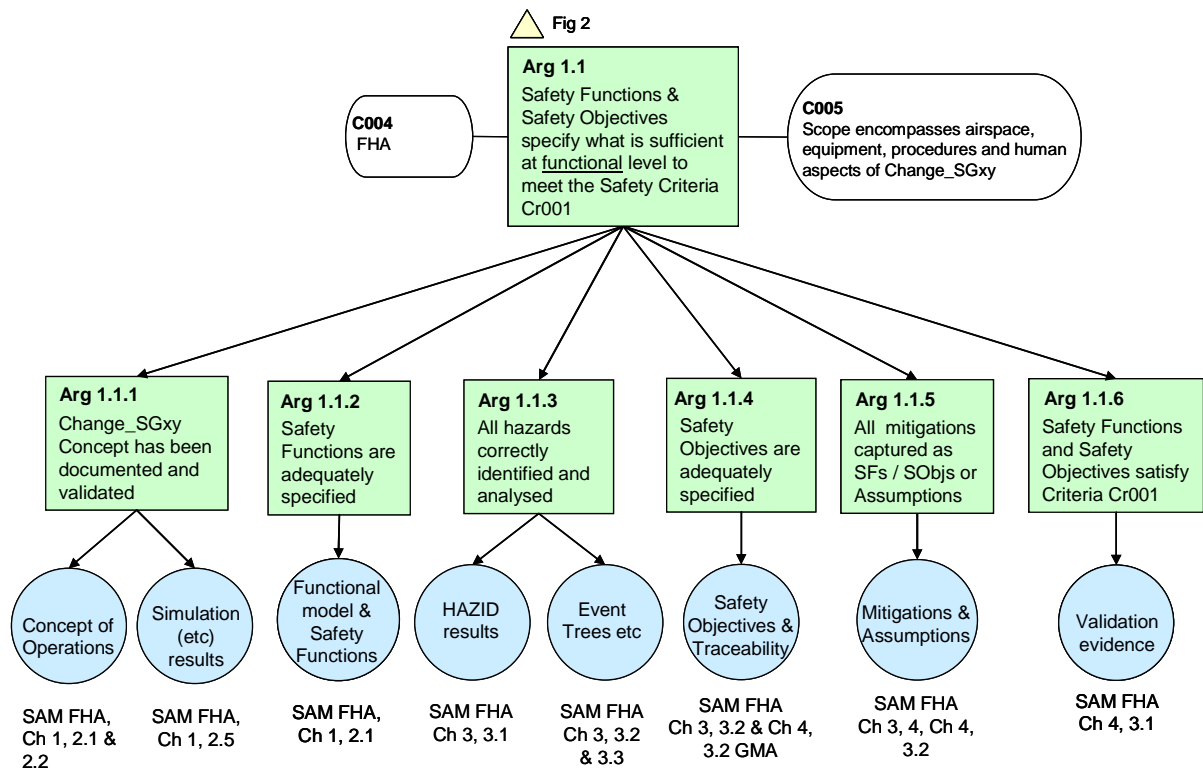 Fig 2
Arg 1.1
Safety Functions &
Safety Objectives
specify what is sufficient
at functional level to
meet the Safety Criteria
Cr001
C004
FHA
C005
Scope encompasses airspace,
equipment, procedures and human
aspects of Change_SGxy
Arg 1.1.1
Change_SGxy
Concept has been
documented and
validated
Arg 1.1.2
Safety
Functions are
adequately
specified
Arg 1.1.3
All hazards
correctly
identified and
analysed
Arg 1.1.4
Safety
Objectives are
adequately
specified
Arg 1.1.5
All mitigations
captured as
SFs / SObjs or
Assumptions
Arg 1.1.6
Safety Functions
and Safety
Objectives satisfy
Criteria Cr001
Concept of
Operations
Simulation
(etc)
results
Functional
model &
Safety
Functions
HAZID
results
Event
Trees etc
Safety
Objectives &
Traceability
Mitigations &
Assumptions
Validation
evidence
SAM FHA,
Ch 1, 2.1 &
2.2
SAM FHA,
Ch 1, 2.5
SAM FHA,
Ch 1, 2.1
SAM FHA
Ch 3, 3.1
SAM FHA
Ch 3, 3.2
& 3.3
SAM FHA
Ch 3, 3.2 & Ch 4,
3.2 GMA
SAM FHA
Ch 3, 4, Ch 4,
3.2
SAM FHA
Ch 4, 3.1